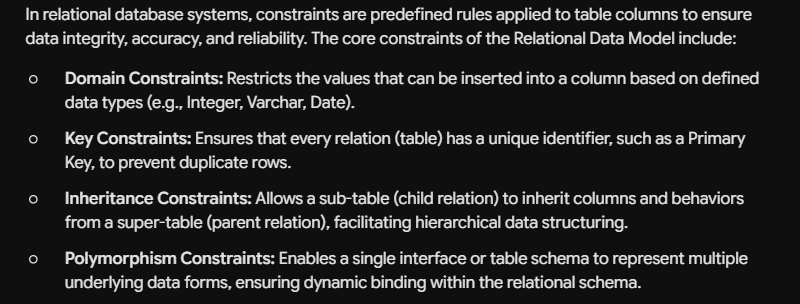 In relational database systems, constraints are predefined rules applied to table columns to ensure
data integrity, accuracy, and reliability. The core constraints of the Relational Data Model include:
Domain Constraints: Restricts the values that can be inserted into a column based on defined
data types (e.g., Integer, Varchar, Date).
Key Constraints: Ensures that every relation (table) has a unique identifier, such as a Primary
Key, to prevent duplicate rows.
Inheritance Constraints: Allows a sub-table (child relation) to inherit columns and behaviors
from a super-table (parent relation), facilitating hierarchical data structuring.
Polymorphism Constraints: Enables a single interface or table schema to represent multiple
underlying data forms, ensuring dynamic binding within the relational schema.